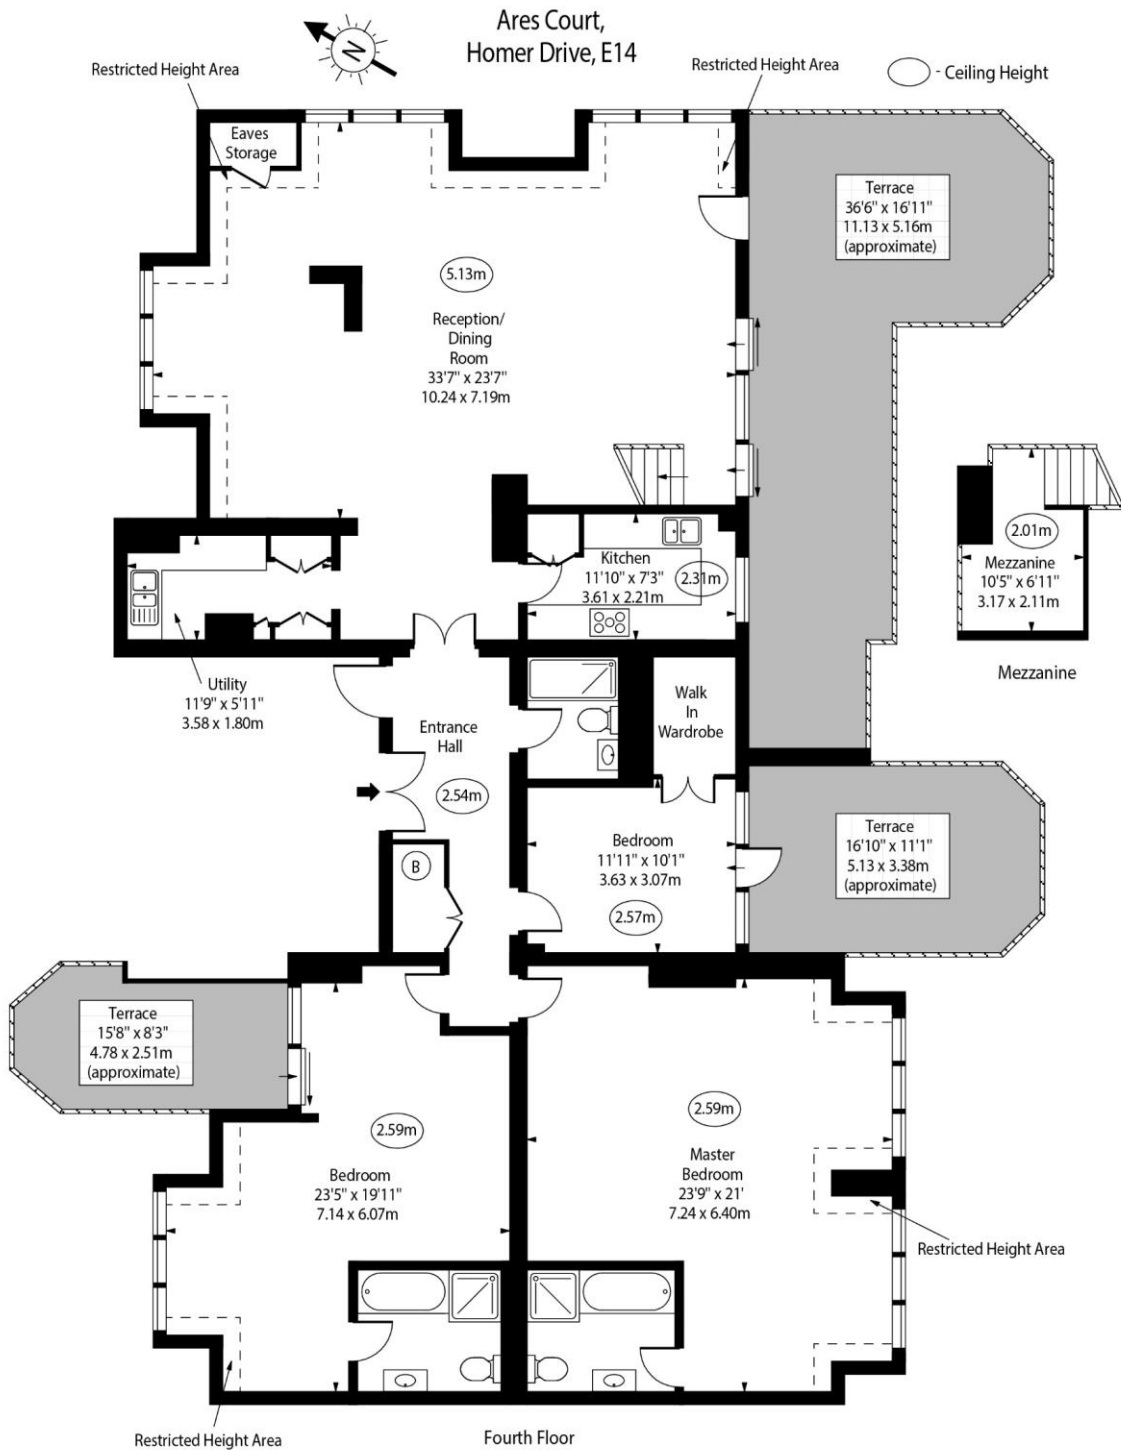 Ares Court,
Homer Drive, E14
N
Restricted Height Area
Restricted Height Area
- Ceiling Height
Eaves
Storage
Terrace
36'6" x 16'11"
11.13 x 5.16m
(approximate)
5.13m
Reception/
Dining
Room
33'7" x 23'7"
10.24 x 7.19m
2.01m
Mezzanine
10'5" x 6'11"
3.17 x 2.11m
Mezzanine
Kitchen
11'10" x 7'3"
3.61 x 2.21m
2.31m
Utility
11'9" x 5'11"
3.58 x 1.80m
Entrance
Hall
2.54m
Walk
In
Wardrobe
B
Bedroom
11'11" x 10'1"
3.63 x 3.07m
2.57m
Terrace
16'10" x 11'1"
5.13 x 3.38m
(approximate)
Terrace
15'8" x 8'3"
4.78 x 2.51m
(approximate)
2.59m
Bedroom
23'5" x 19'11"
7.14 x 6.07m
2.59m
Master
Bedroom
23'9" x 21'
7.24 x 6.40m
Restricted Height Area
Restricted Height Area
Fourth Floor